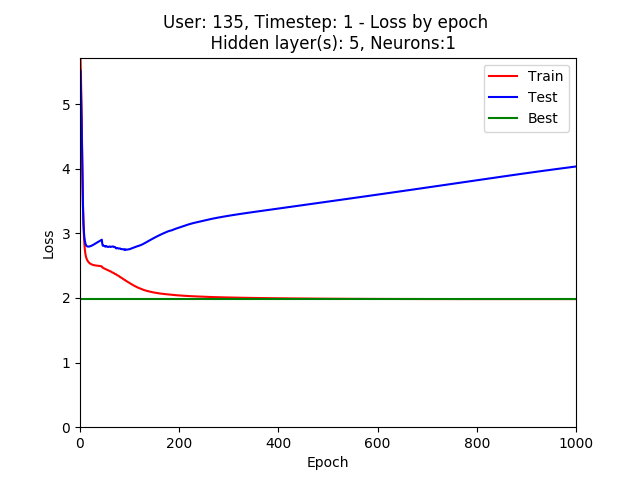 User: 135, Timestep: 1 - Loss by epoch
Hidden layer(s): 5, Neurons:1
Train
Test
Best
5
4
3
2
1
0
Loss
0 200 400 600 800 1000
Epoch